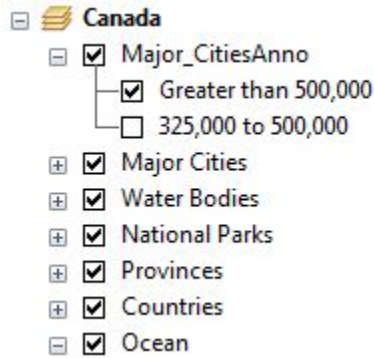 Canada
Major_CitiesAnno
Greater than 500,000
325,000 to 500,000
Major Cities
Water Bodies
National Parks
Provinces
Countries
Ocean